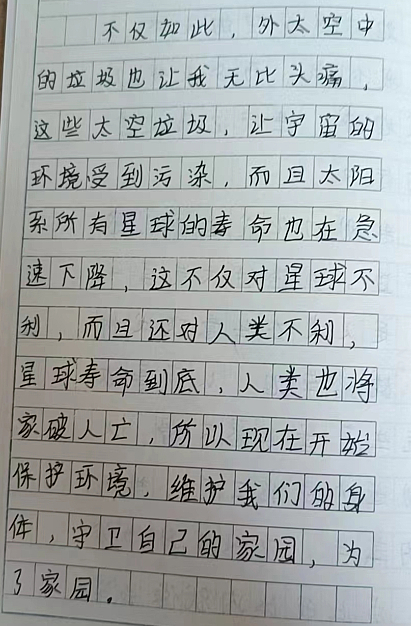 不仅如此，外太空中
的垃圾也让我无比头痛，
这些太空垃圾，让宇宙的
环境受到污染，而且太阳
系所有星球的寿命也在急
速下降，这不仅对星球不
利，而且还对人类不利，
星球寿命到底，人类也将
家破人亡，所以现在开始
保护环境，维护我们的身
体，守卫自己的家园，为
了家园。